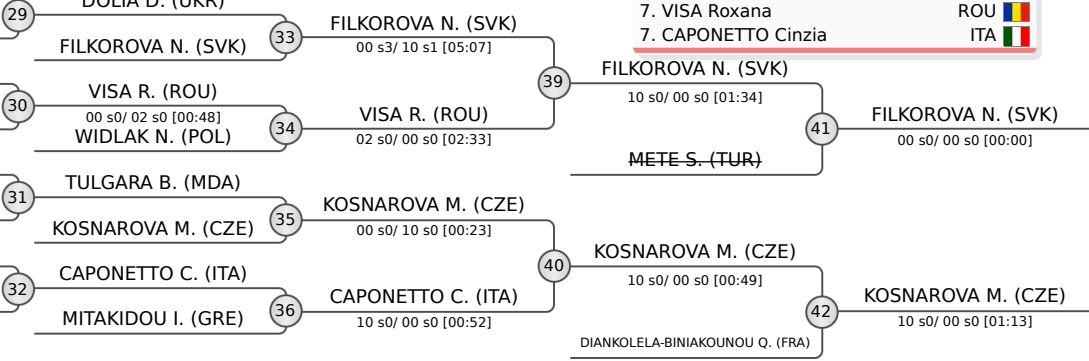 DOLIA D. (UKR)
29
FILKOROVA N. (SVK)
33
FILKOROVA N. (SVK)
00 s3/ 10 s1 [05:07]
7. VISA Roxana ROU
7. CAPONETTO Cinzia ITA
VISA R. (ROU)
30
00 s0/ 02 s0 [00:48]
WIDLAK N. (POL)
34
VISA R. (ROU)
02 s0/ 00 s0 [02:33]
39
FILKOROVA N. (SVK)
10 s0/ 00 s0 [01:34]
METE S. (TUR)
41
FILKOROVA N. (SVK)
00 s0/ 00 s0 [00:00]
TULGARA B. (MDA)
31
KOSNAROVA M. (CZE)
35
KOSNAROVA M. (CZE)
00 s0/ 10 s0 [00:23]
CAPONETTO C. (ITA)
32
MITAKIDOU I. (GRE)
36
CAPONETTO C. (ITA)
10 s0/ 00 s0 [00:52]
40
KOSNAROVA M. (CZE)
10 s0/ 00 s0 [00:49]
DIANKOLELA-BINIAKOUNOU Q. (FRA)
42
KOSNAROVA M. (CZE)
10 s0/ 00 s0 [01:13]